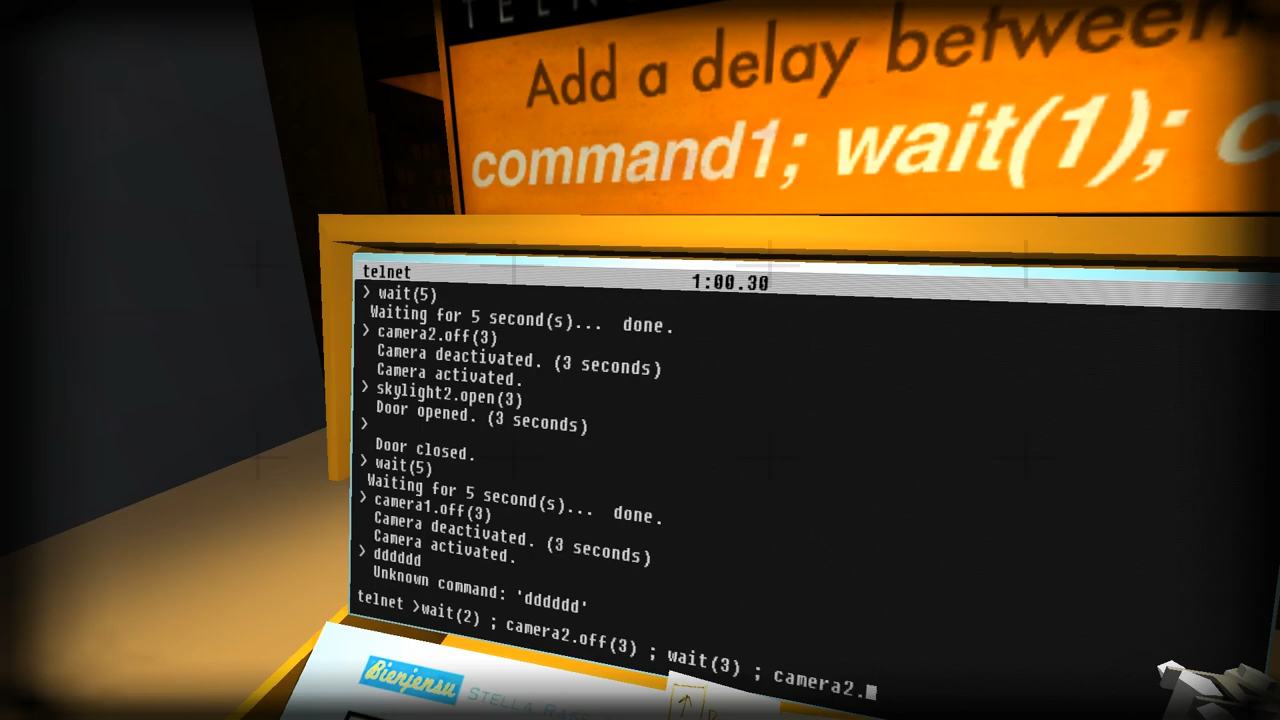 TELN
Add a delay between
command1; wait(1); c
telnet 1:00.30
> wait(5)
Waiting for 5 second(s)... done.
> camera2.off(3)
Camera deactivated. (3 seconds)
Camera activated.
> skylight2.open(3)
Door opened. (3 seconds)
>
Door closed.
> wait(5)
Waiting for 5 second(s)... done.
> camera1.off(3)
Camera deactivated. (3 seconds)
Camera activated.
> dddddd
Unknown command: 'dddddd'
telnet >wait(2) ; camera2.off(3) ; wait(3) ; camera2.
Bienjensu
STELLA